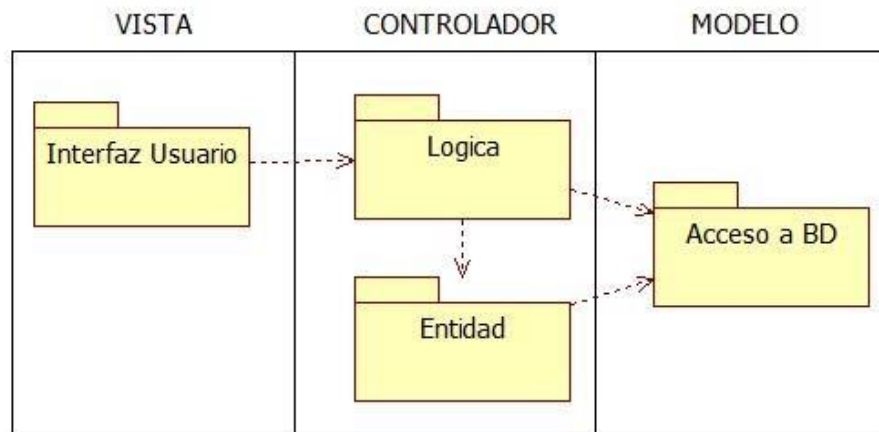 VISTA
CONTROLADOR
MODELO
Interfaz Usuario
Logica
Acceso a BD
Entidad